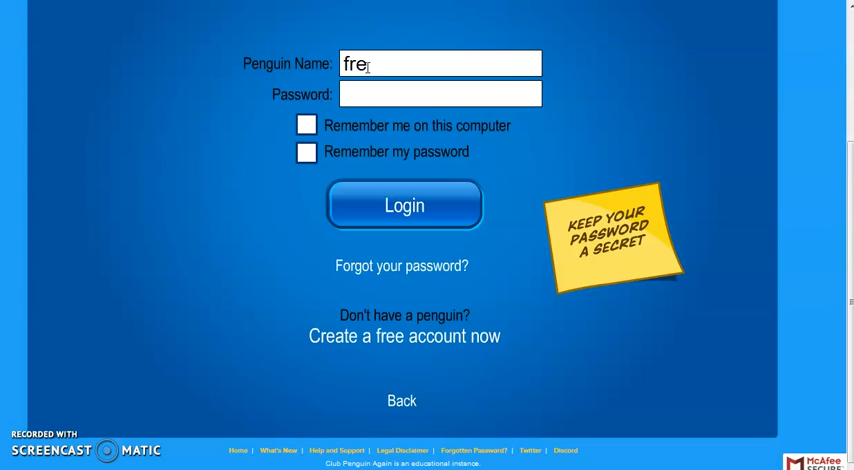 Penguin Name: fre
Password:
Remember me on this computer
Remember my password
Login
KEEP YOUR
PASSWORD
A SECRET
Forgot your password?
Don't have a penguin?
Create a free account now
Back
RECORDED WITH
SCREENCAST MATIC
Home | What's New | Help and Support | Legal Disclaimer | Forgotten Password? | Twitter | Discord
Club Penguin Again is an educational instance.
McAfee
SECURE